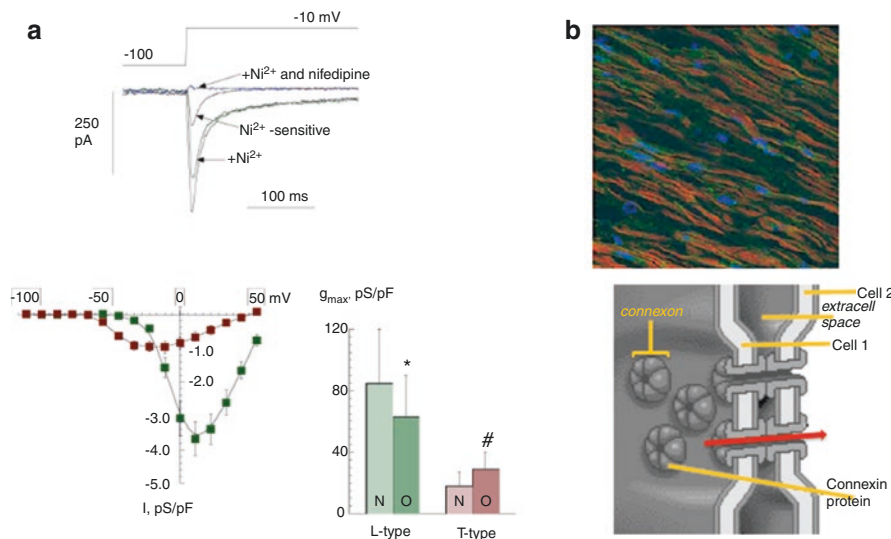 a
-10 mV
-100
+Ni²⁺ and nifedipine
250
pA
Ni²⁺ -sensitive
+Ni²⁺
100 ms
-100
-50
0
50 mV
-1.0
-2.0
-3.0
-4.0
-5.0
I, pS/pF
gmax, pS/pF
120
80
40
0
*
#
N
O
N
O
L-type
T-type
b
Cell 2
extracell
space
connexon
Cell 1
Connexin
protein